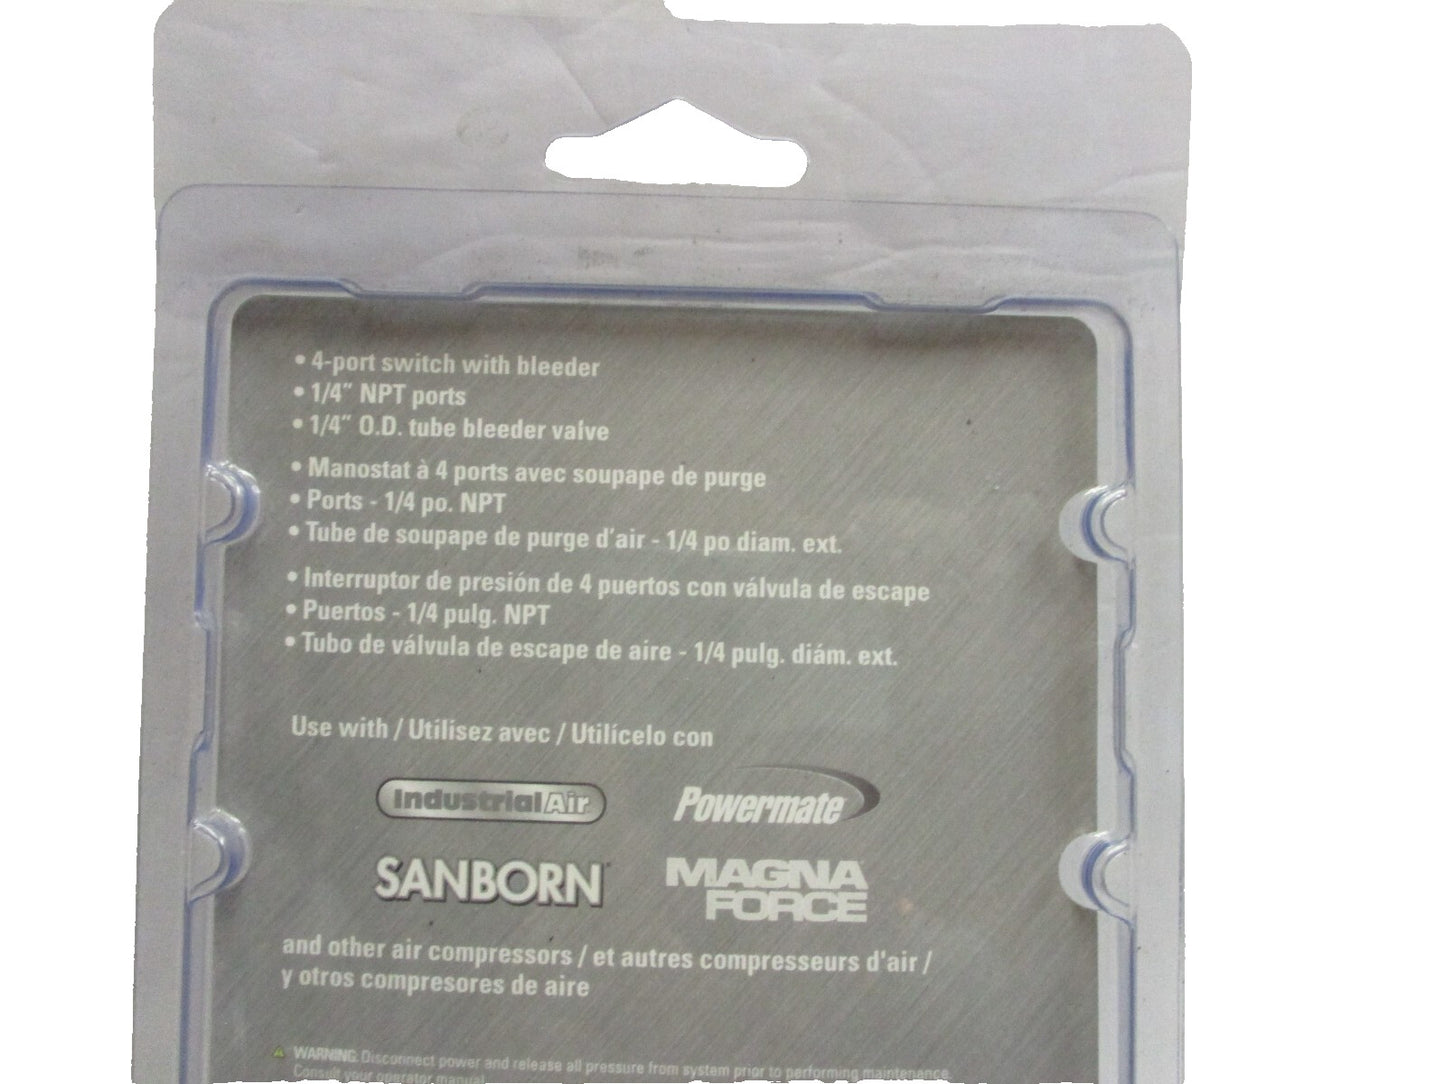 • 4-port switch with bleeder
• 1/4" NPT ports
• 1/4" O.D. tube bleeder valve
• Manostat à 4 ports avec soupape de purge
• Ports - 1/4 po. NPT
• Tube de soupape de purge d'air - 1/4 po diam. ext.
• Interruptor de presión de 4 puertos con válvula de escape
• Puertos - 1/4 pulg. NPT
• Tubo de válvula de escape de aire - 1/4 pulg. diám. ext.
Use with / Utilisez avec / Utilícelo con
IndustrialAir Powermate
SANBORN MAGNA
FORCE
and other air compressors / et autres compresseurs d'air /
y otros compresores de aire
WARNING: Disconnect power and release all pressure from system prior to performing maintenance.
Consult your operator manual